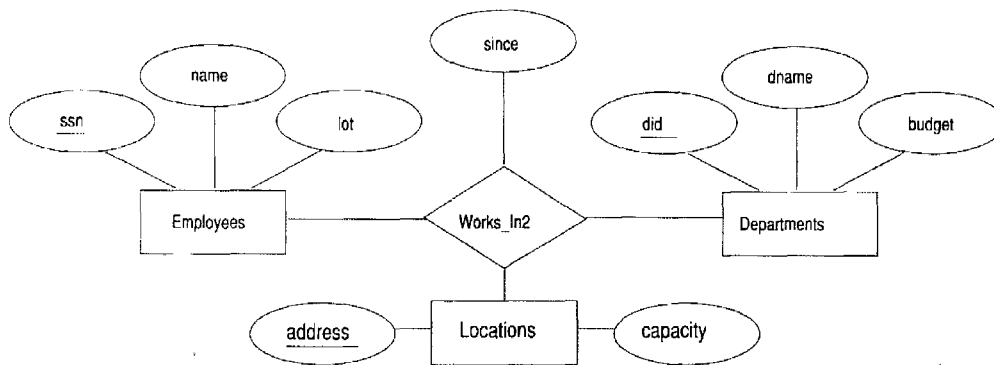 since
name
dname
ssn
lot
did
budget
Employees
Works_In2
Departments
address
Locations
capacity